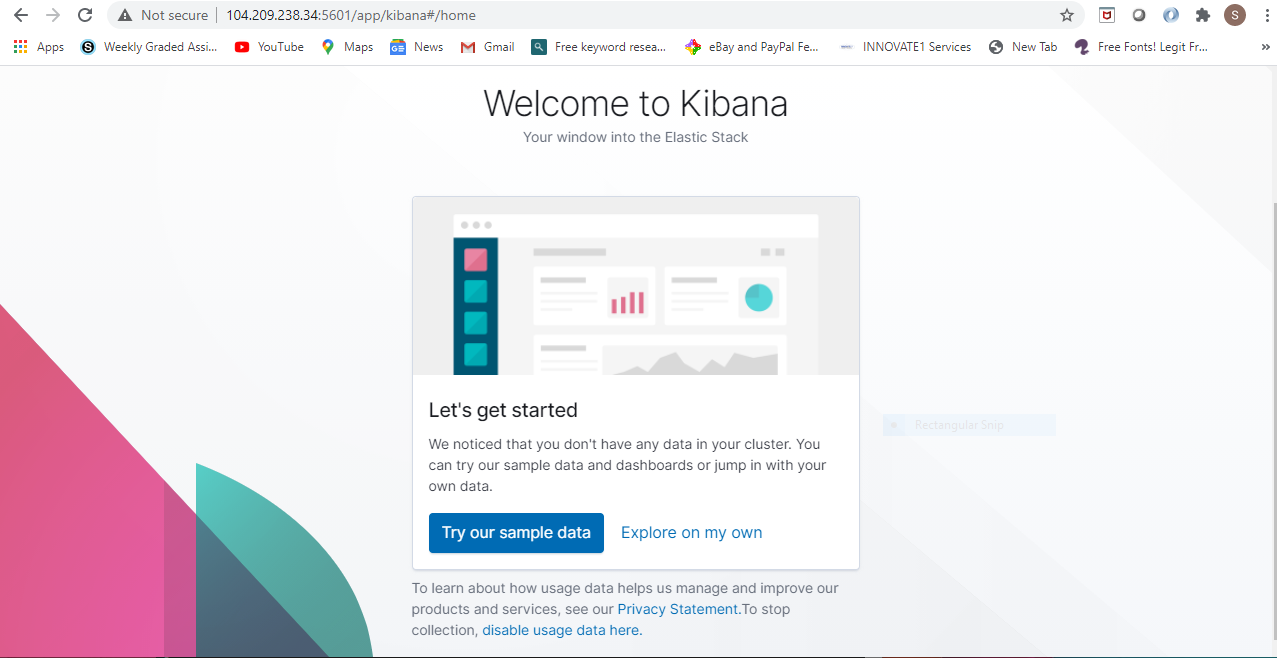 Not secure | 104.209.238.34:5601/app/kibana#/home S
Apps Weekly Graded Assi... YouTube Maps News Gmail Free keyword resea... eBay and PayPal Fe... INNOVATE1 Services New Tab Free Fonts! Legit Fr... »
Welcome to Kibana
Your window into the Elastic Stack
Let's get started
We noticed that you don't have any data in your cluster. You
can try our sample data and dashboards or jump in with your
own data.
Rectangular Snip
Try our sample data Explore on my own
To learn about how usage data helps us manage and improve our
products and services, see our Privacy Statement.To stop
collection, disable usage data here.